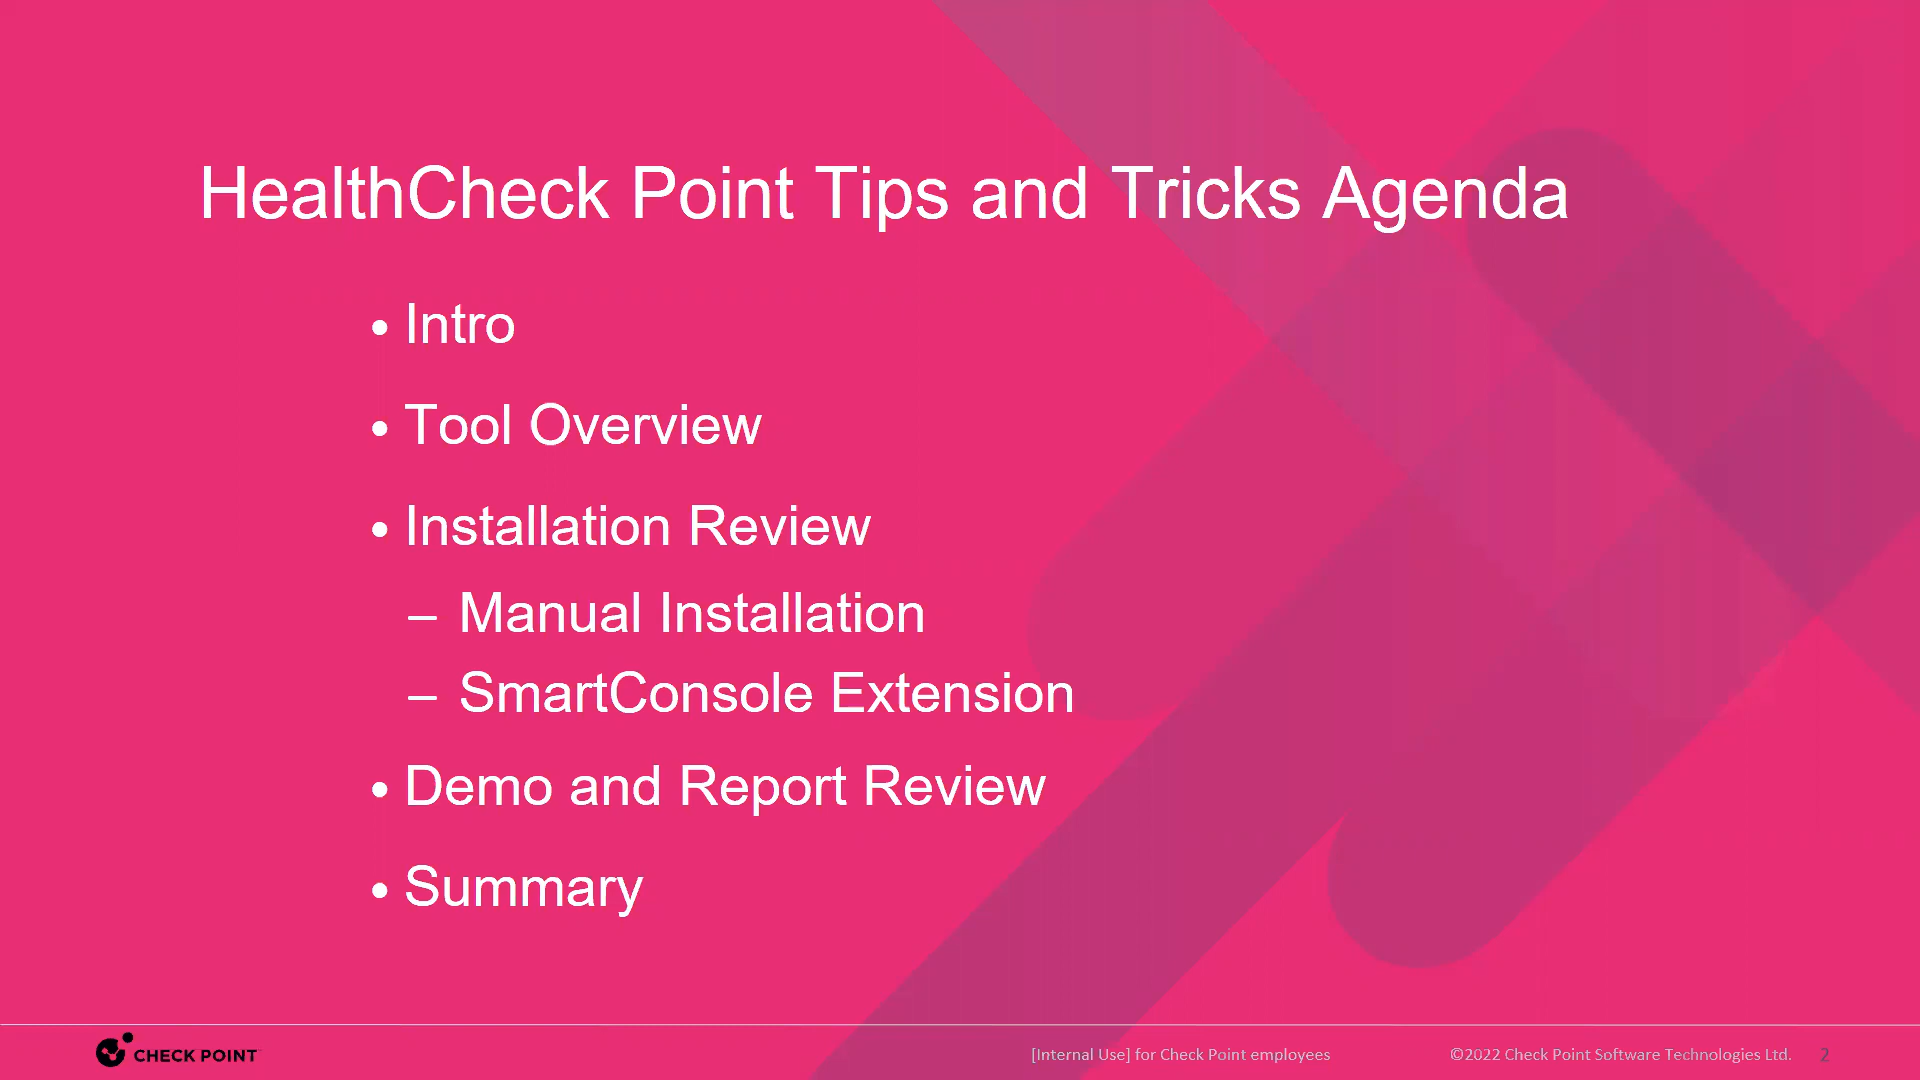 HealthCheck Point Tips and Tricks Agenda
• Intro
• Tool Overview
• Installation Review
– Manual Installation
– SmartConsole Extension
• Demo and Report Review
• Summary
CHECK POINT
[Internal Use] for Check Point employees
©2022 Check Point Software Technologies Ltd.
2